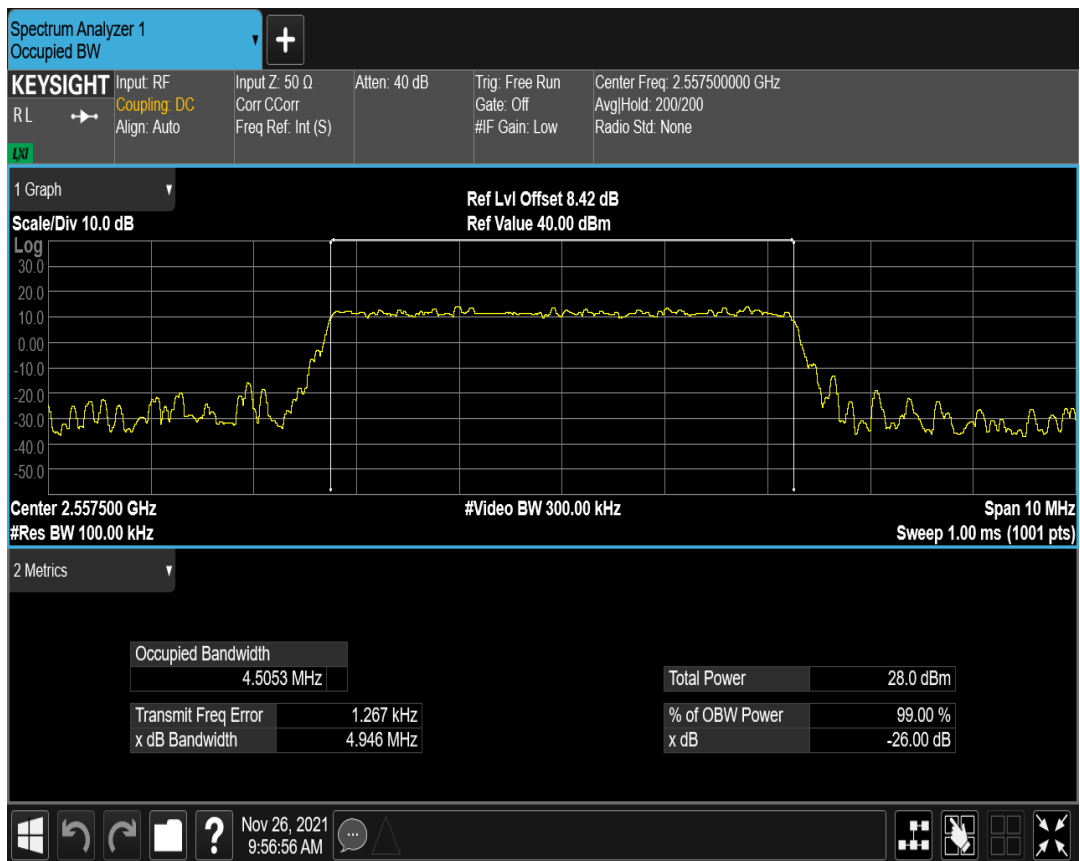 Spectrum Analyzer 1
Occupied BW
KEYSIGHT
RL
LXI
Input: RF
Coupling: DC
Align: Auto
Input Z: 50 Ω
Corr CCorr
Freq Ref: Int (S)
Atten: 40 dB
Trig: Free Run
Gate: Off
#IF Gain: Low
Center Freq: 2.557500000 GHz
Avg|Hold: 200/200
Radio Std: None
1 Graph
Scale/Div 10.0 dB
Ref Lvl Offset 8.42 dB
Ref Value 40.00 dBm
Log
30.0
20.0
10.0
0.00
-10.0
-20.0
-30.0
-40.0
-50.0
Center 2.557500 GHz
#Res BW 100.00 kHz
#Video BW 300.00 kHz
Span 10 MHz
Sweep 1.00 ms (1001 pts)
2 Metrics
Occupied Bandwidth
4.5053 MHz
Transmit Freq Error 1.267 kHz
x dB Bandwidth 4.946 MHz
Total Power 28.0 dBm
% of OBW Power 99.00 %
x dB -26.00 dB
?
Nov 26, 2021
9:56:56 AM